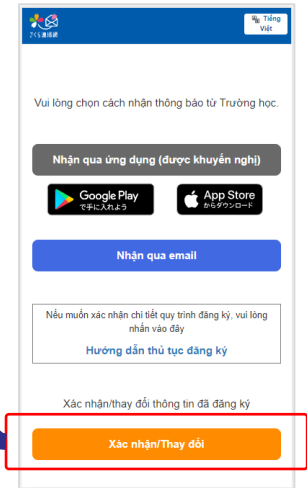 さくら連絡網
Tiếng
Việt
Vui lòng chọn cách nhận thông báo từ Trường học.
Nhận qua ứng dụng (được khuyến nghị)
Google Play
で手に入れよう
App Store
からダウンロード
Nhận qua email
Nếu muốn xác nhận chi tiết quy trình đăng ký, vui lòng
nhấn vào đây
Hướng dẫn thủ tục đăng ký
Xác nhận/thay đổi thông tin đã đăng ký
Xác nhận/Thay đổi